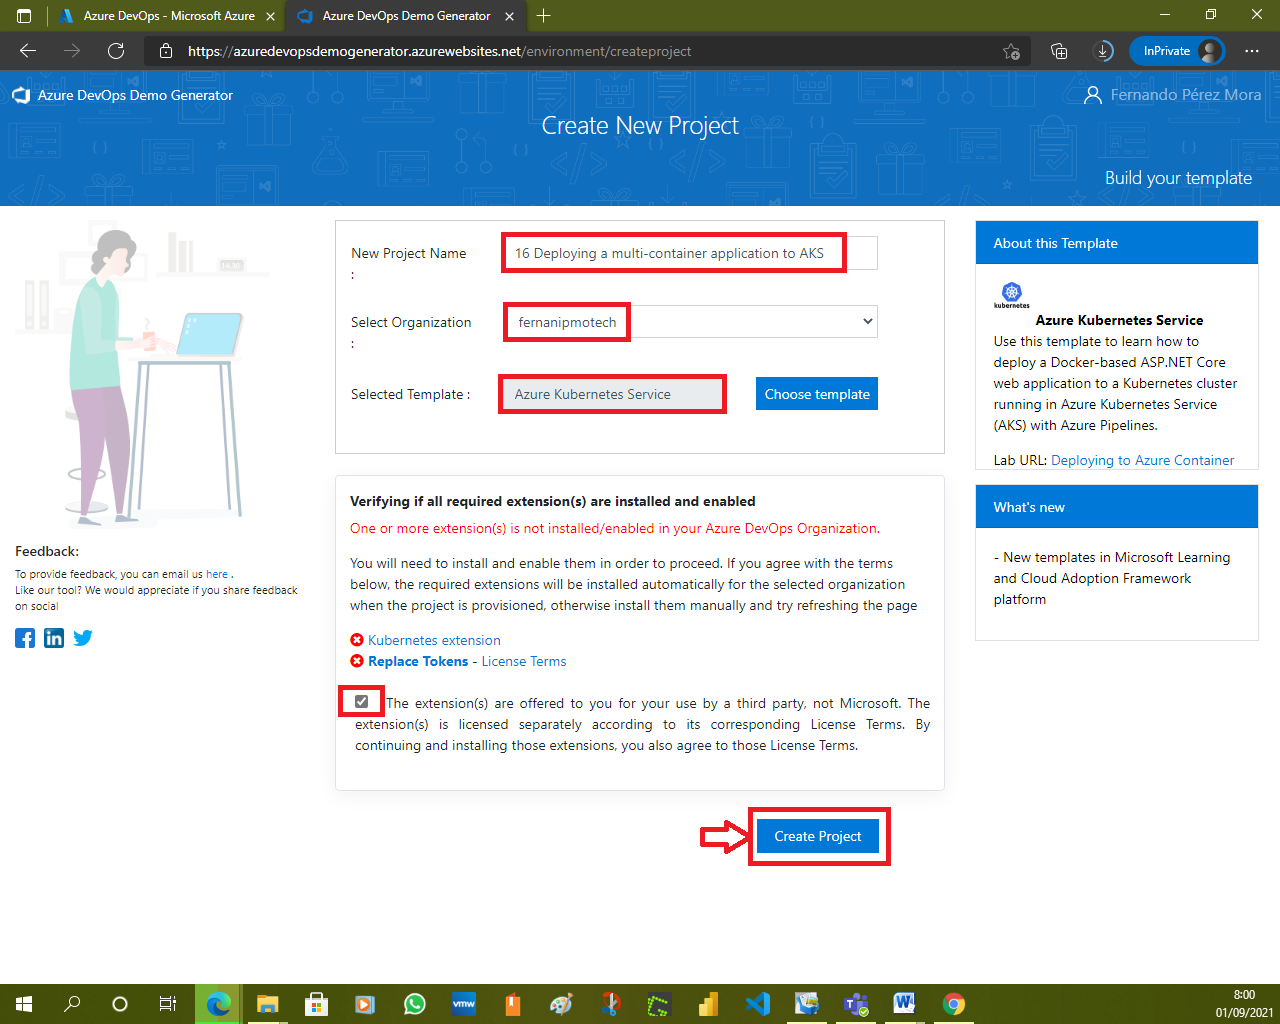 Azure DevOps - Microsoft Azure
Azure DevOps Demo Generator
https://azuredevopsdemogenerator.azurewebsites.net/environment/createproject
InPrivate
Azure DevOps Demo Generator
Fernando Pérez Mora
Create New Project
Build your template
New Project Name
:
16 Deploying a multi-container application to AKS
Select Organization
:
fernanipmotech
Selected Template :
Azure Kubernetes Service
Choose template
Verifying if all required extension(s) are installed and enabled
One or more extension(s) is not installed/enabled in your Azure DevOps Organization.
You will need to install and enable them in order to proceed. If you agree with the terms
below, the required extensions will be installed automatically for the selected organization
when the project is provisioned, otherwise install them manually and try refreshing the page
Kubernetes extension
Replace Tokens - License Terms
The extension(s) are offered to you for your use by a third party, not Microsoft. The
extension(s) is licensed separately according to its corresponding License Terms. By
continuing and installing those extensions, you also agree to those License Terms.
Create Project
About this Template
kubernetes
Azure Kubernetes Service
Use this template to learn how to
deploy a Docker-based ASP.NET Core
web application to a Kubernetes cluster
running in Azure Kubernetes Service
(AKS) with Azure Pipelines.
Lab URL: Deploying to Azure Container
What's new
- New templates in Microsoft Learning
and Cloud Adoption Framework
platform
Feedback:
To provide feedback, you can email us here .
Like our tool? We would appreciate if you share feedback
on social
vmw
8:00
01/09/2021